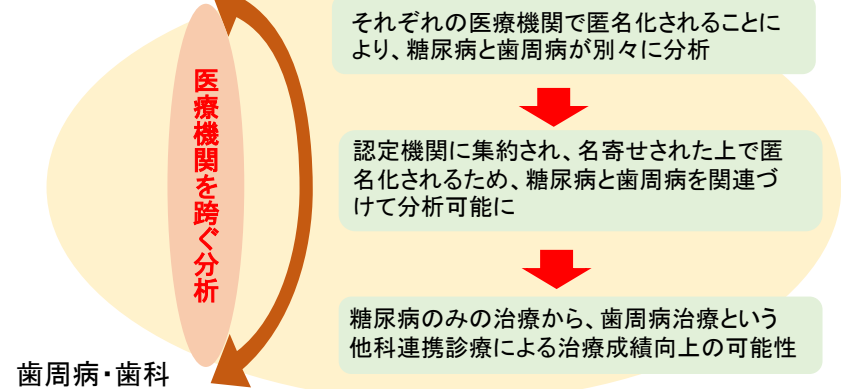 それぞれの医療機関で匿名化されることに
より、糖尿病と歯周病が別々に分析
医療機関を跨ぐ分析
認定機関に集約され、名寄せされた上で匿
名化されるため、糖尿病と歯周病を関連づ
けて分析可能に
糖尿病のみの治療から、歯周病治療という
他科連携診療による治療成績向上の可能性
歯周病・歯科